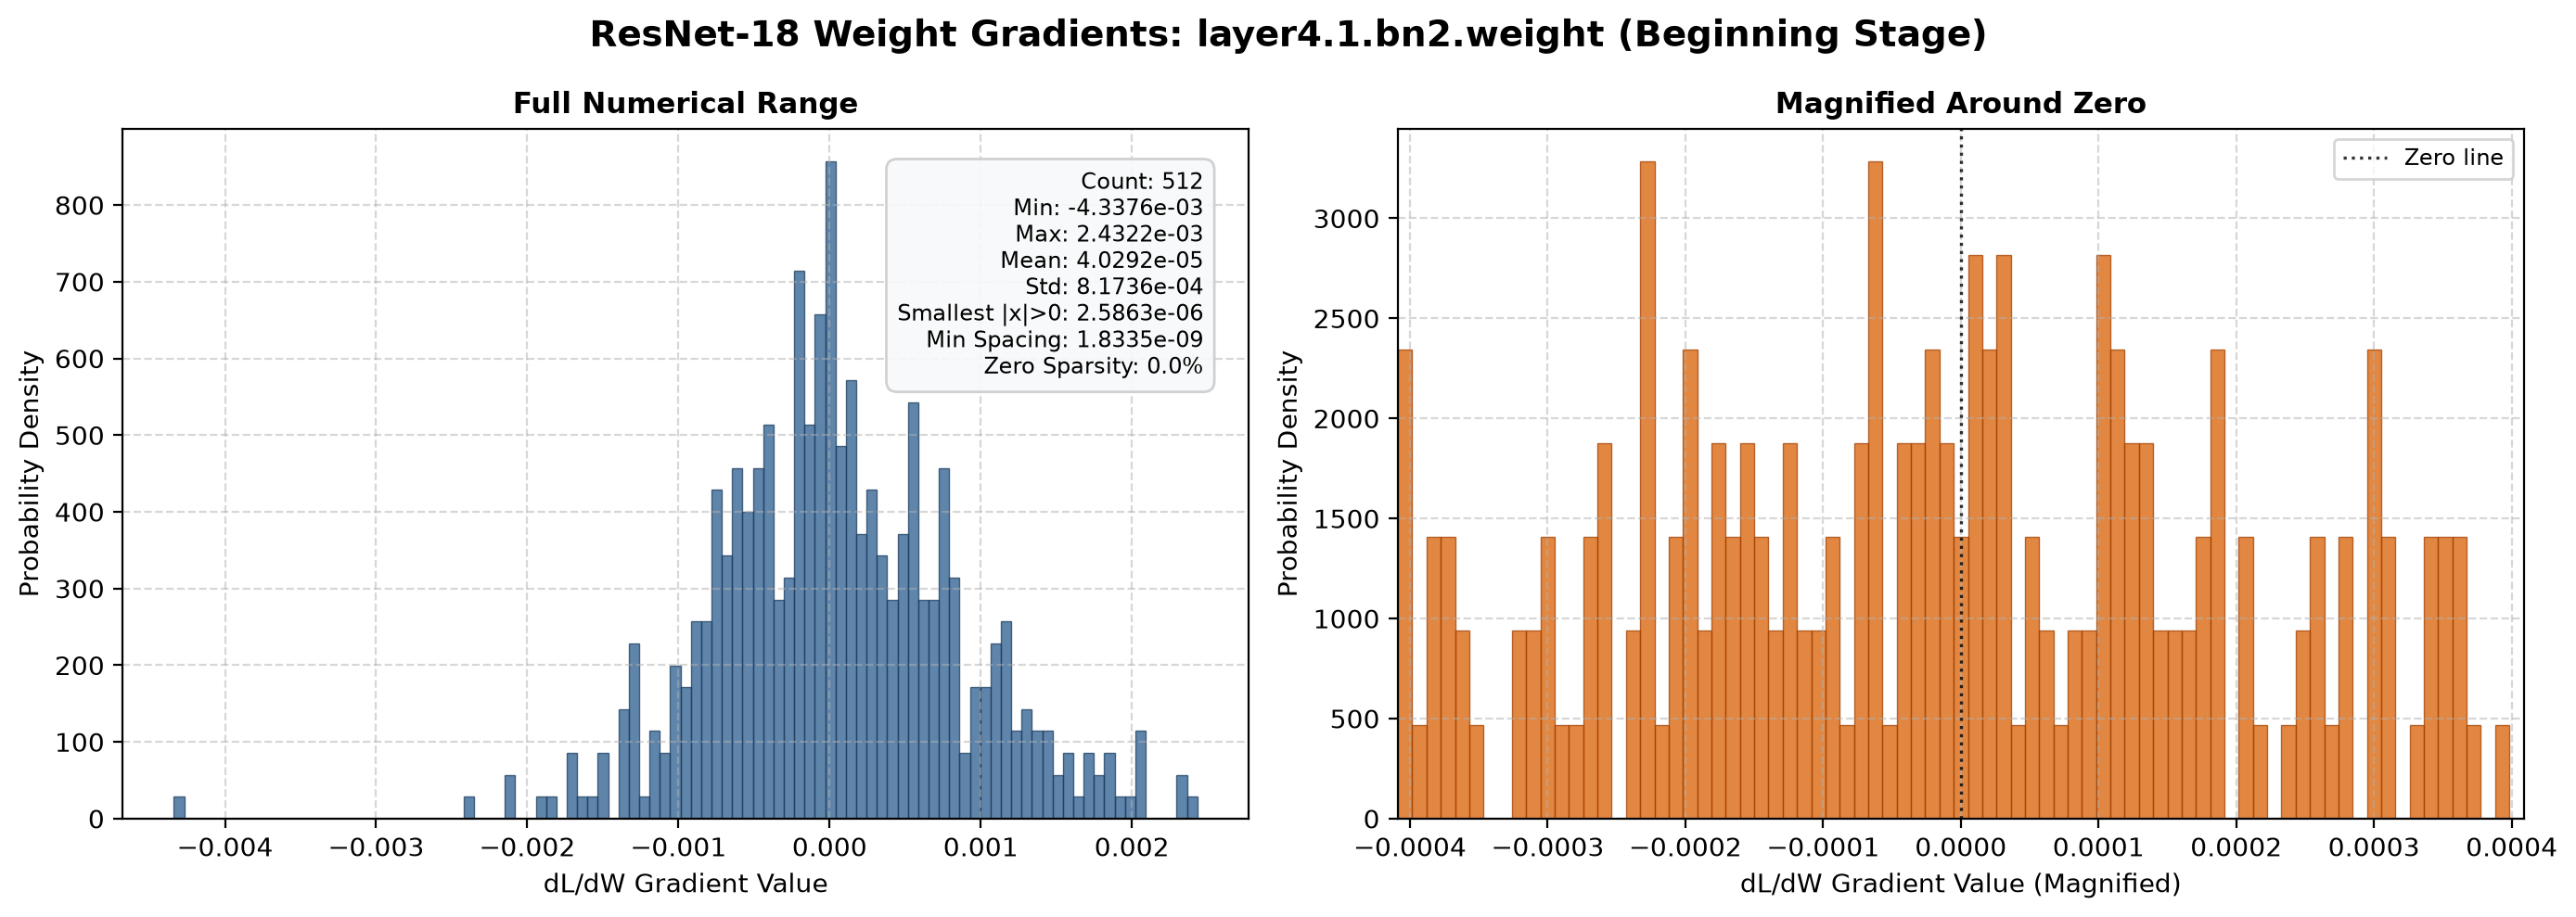 ResNet-18 Weight Gradients: layer4.1.bn2.weight (Beginning Stage)
Full Numerical Range
Probability Density
800
700
600
500
400
300
200
100
0
Count: 512
Min: -4.3376e-03
Max: 2.4322e-03
Mean: 4.0292e-05
Std: 8.1736e-04
Smallest |x|>0: 2.5863e-06
Min Spacing: 1.8335e-09
Zero Sparsity: 0.0%
−0.004 −0.003 −0.002 −0.001 0.000 0.001 0.002
dL/dW Gradient Value
Magnified Around Zero
Probability Density
3000
2500
2000
1500
1000
500
0
Zero line
−0.0004 −0.0003 −0.0002 −0.0001 0.0000 0.0001 0.0002 0.0003 0.0004
dL/dW Gradient Value (Magnified)